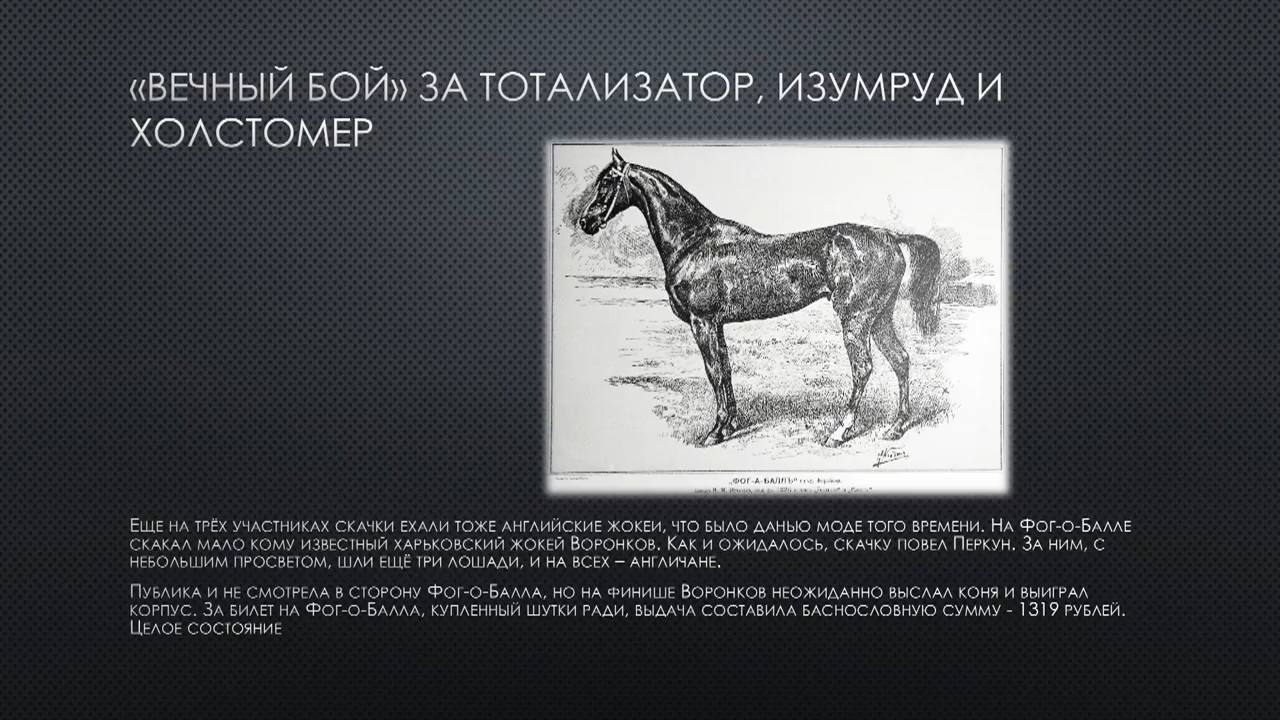 «ВЕЧНЫЙ БОЙ» ЗА ТОТАЛИЗАТОР, ИЗУМРУД И
ХОЛСТОМЕР
„ФОГ-А-БАЛЛЪ“
Еще на трёх участниках скачки ехали тоже английские жокеи, что было данью моде того времени. На Фог-о-Балле
скакал мало кому известный харьковский жокей Воронков. Как и ожидалось, скачку повел Перкун. За ним, с
небольшим просветом, шли ещё три лошади, и на всех – англичане.
Публика и не смотрела в сторону Фог-о-Балла, но на финише Воронков неожиданно выслал коня и выиграл
корпус. За билет на Фог-о-Балла, купленный шутки ради, выдача составила баснословную сумму - 1319 рублей.
Целое состояние